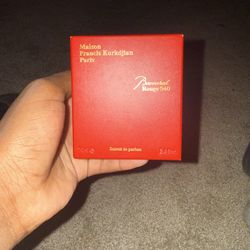 Maison
Francis Kurkdjian
Paris
Baccarat
Rouge 540
Extrait de parfum